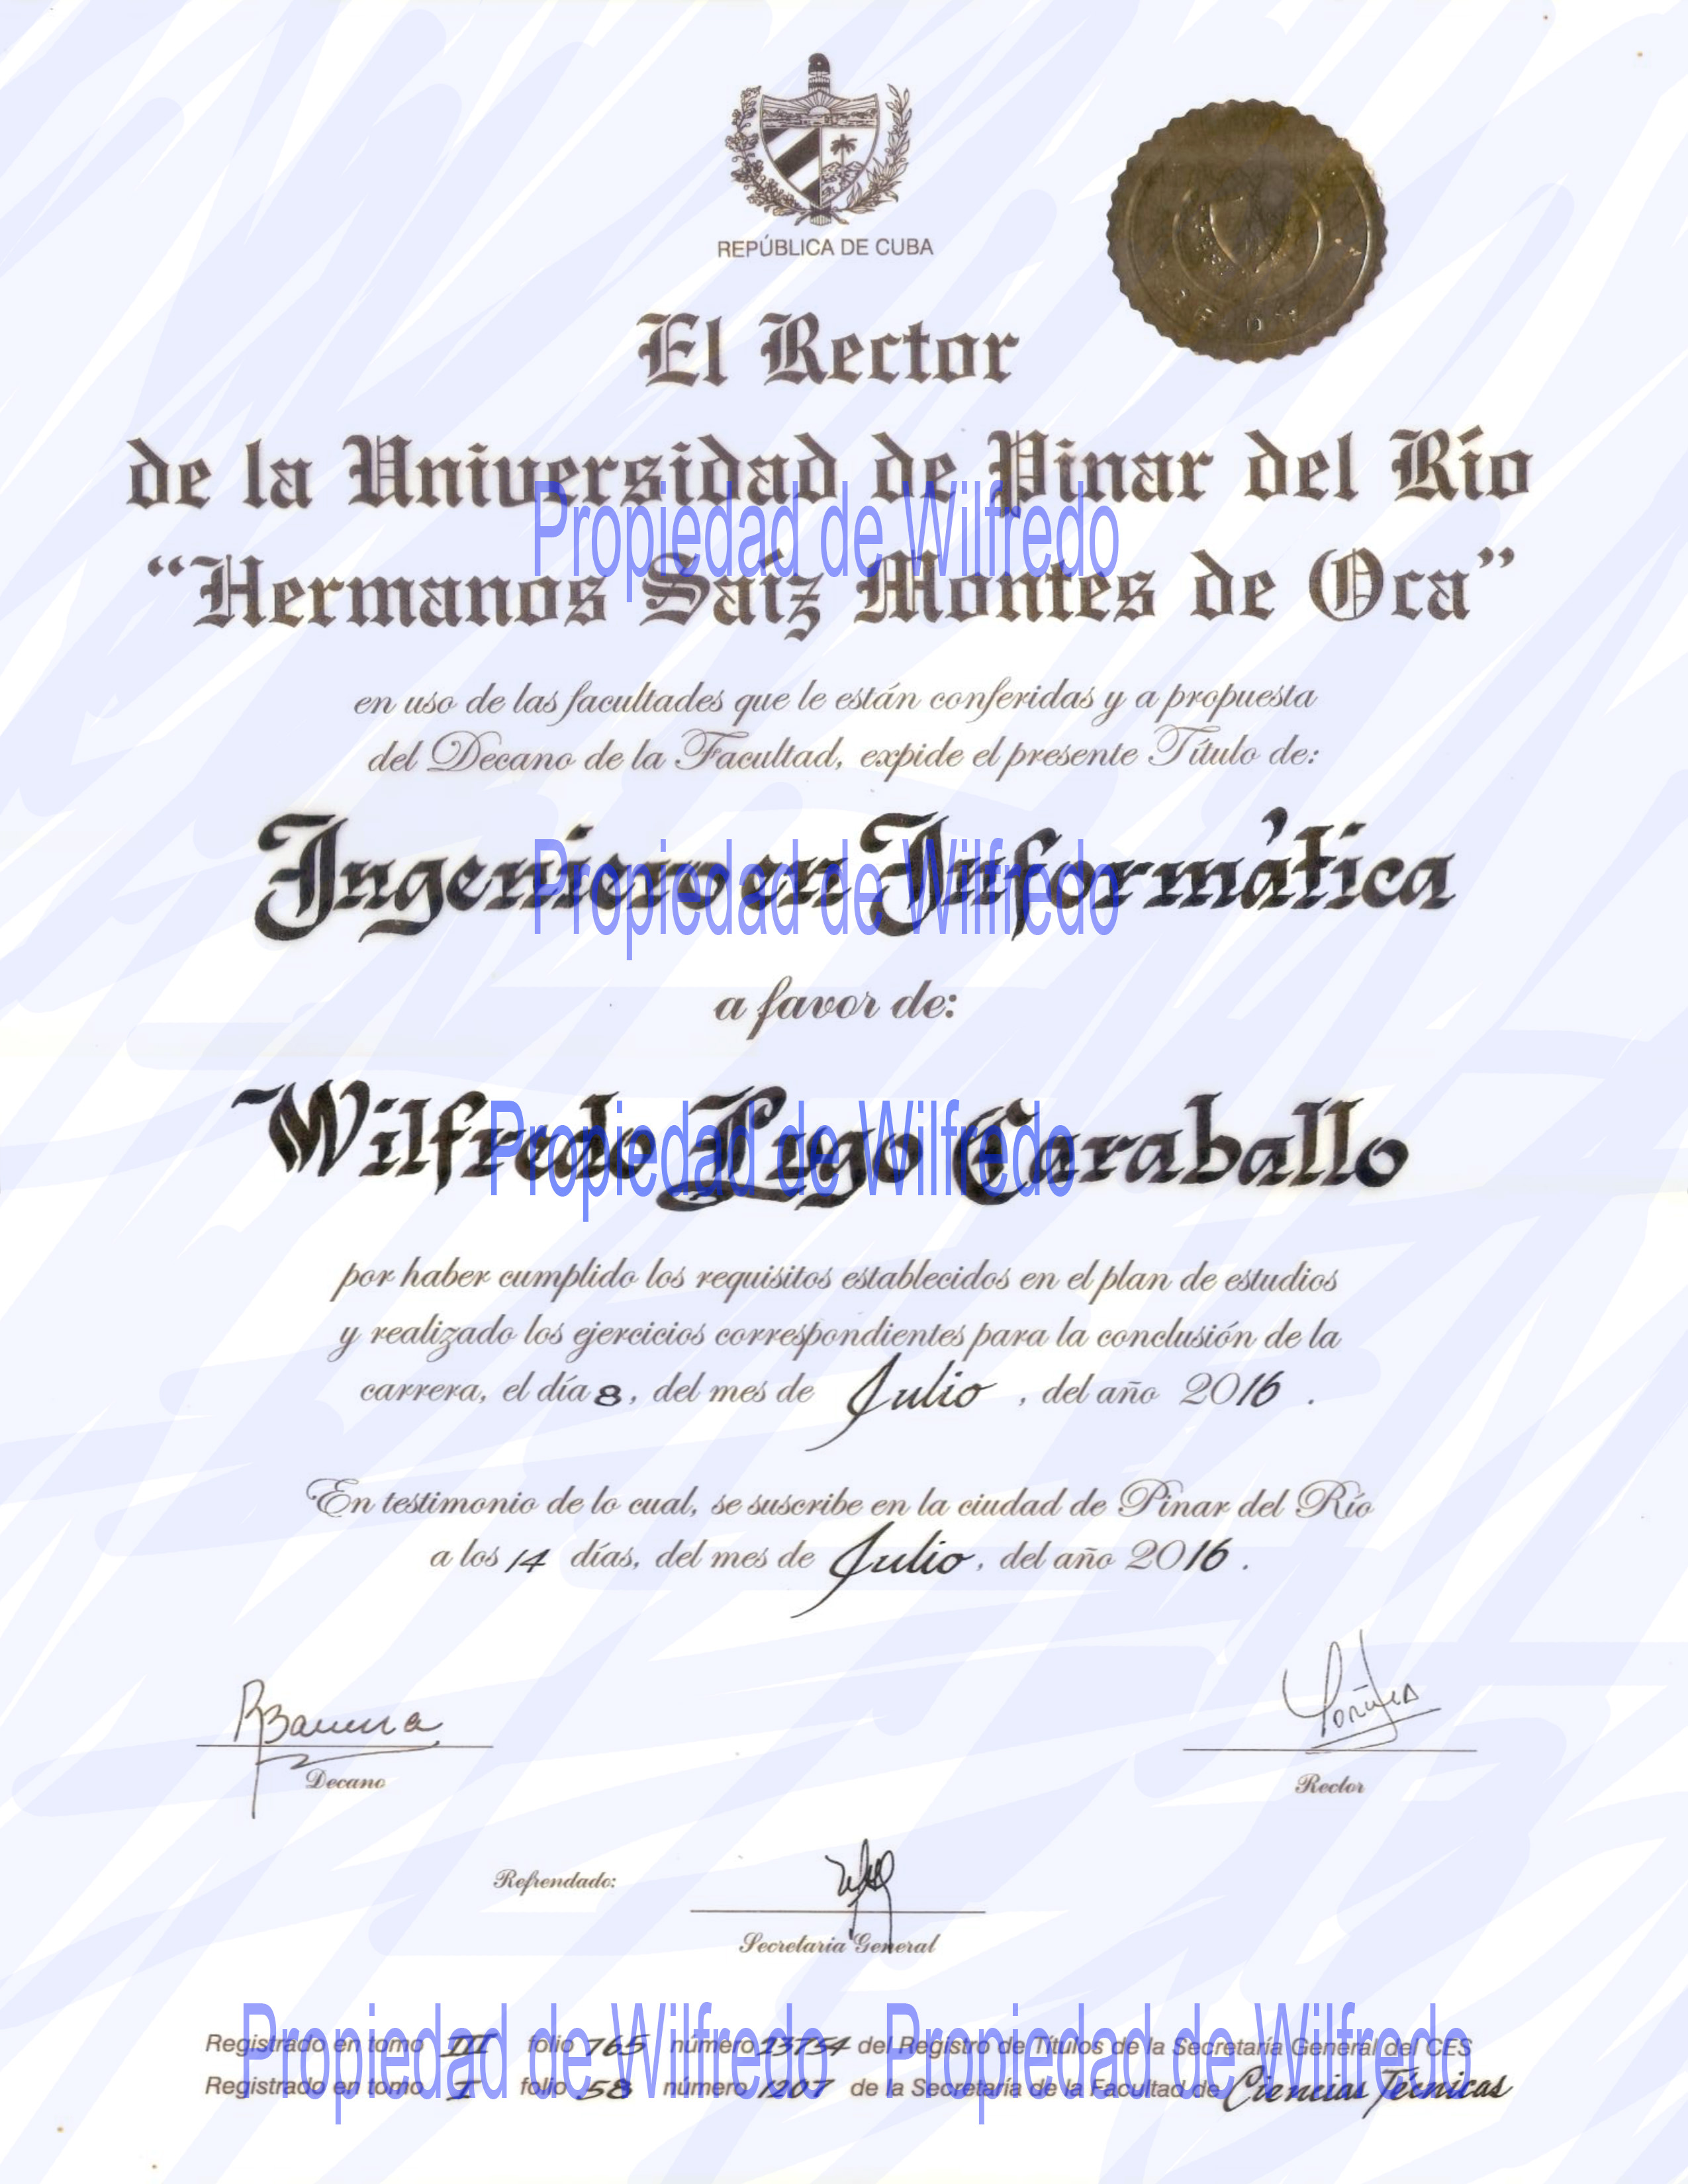 REPÚBLICA DE CUBA
El Rector
de la Universidad de Pinar del Río
Propiedad de Wilfredo
“Hermanos Saíz Montes de Oca”
en uso de las facultades que le están conferidas y a propuesta
del Decano de la Facultad, expide el presente Título de:
Ingeniero en Informática
Propiedad de Wilfredo
a favor de:
Wilfredo Lugo Caraballo
Propiedad de Wilfredo
por haber cumplido los requisitos establecidos en el plan de estudios
y realizado los ejercicios correspondientes para la conclusión de la
carrera, el día 8, del mes de Julio, del año 2016.
En testimonio de lo cual, se suscribe en la ciudad de Pinar del Río
a los 14 días, del mes de Julio, del año 2016.
Decano
Rector
Refrendado:
Secretaria General
Propiedad de Wilfredo Propiedad de Wilfredo
Registrado en tomo III folio 765 número 23754 del Registro de Títulos de la Secretaría General del CES
Registrado en tomo I folio 58 número 1207 de la Secretaría de la Facultad de Ciencias Técnicas